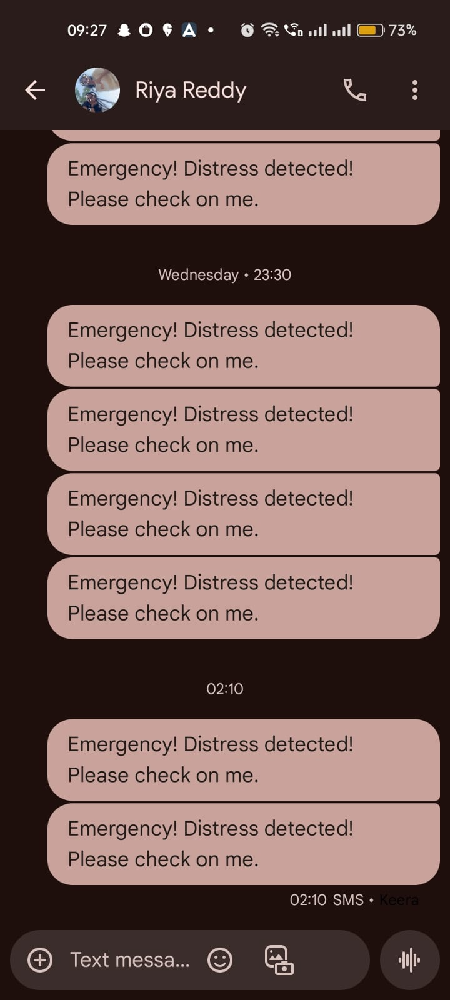 09:27 73%
Riya Reddy
Emergency! Distress detected!
Please check on me.
Wednesday • 23:30
Emergency! Distress detected!
Please check on me.
Emergency! Distress detected!
Please check on me.
Emergency! Distress detected!
Please check on me.
Emergency! Distress detected!
Please check on me.
02:10
Emergency! Distress detected!
Please check on me.
Emergency! Distress detected!
Please check on me.
02:10 SMS • Keera
Text messa...